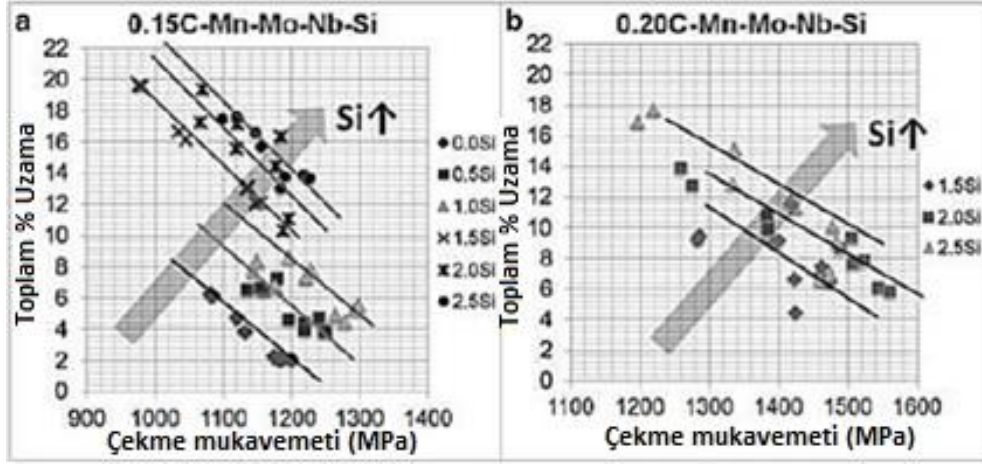 a 0.15C-Mn-Mo-Nb-Si
Toplam % Uzama
22
20
18
16
14
12
10
8
6
4
2
0
900 1000 1100 1200 1300 1400
Çekme mukavemeti (MPa)
Si↑
0.0Si
0.5Si
1.0Si
1.5Si
2.0Si
2.5Si
b 0.20C-Mn-Mo-Nb-Si
Toplam % Uzama
22
20
18
16
14
12
10
8
6
4
2
0
1100 1200 1300 1400 1500 1600
Çekme mukavemeti (MPa)
Si↑
1.5Si
2.0Si
2.5Si